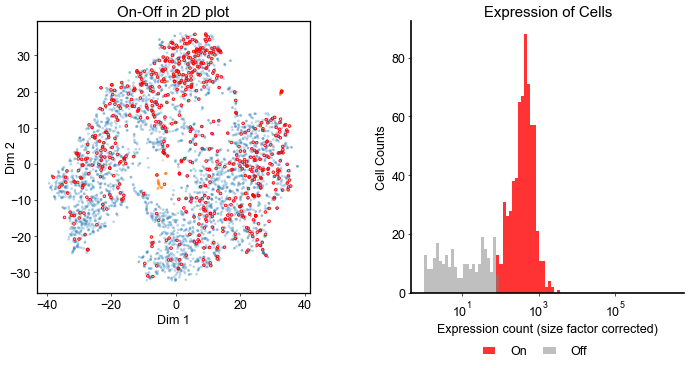 On-Off in 2D plot
Dim 2
30
20
10
0
−10
−20
−30
−40 −20 0 20 40
Dim 1
Expression of Cells
Cell Counts
80
60
40
20
0
10^1 10^3 10^5
Expression count (size factor corrected)
On Off